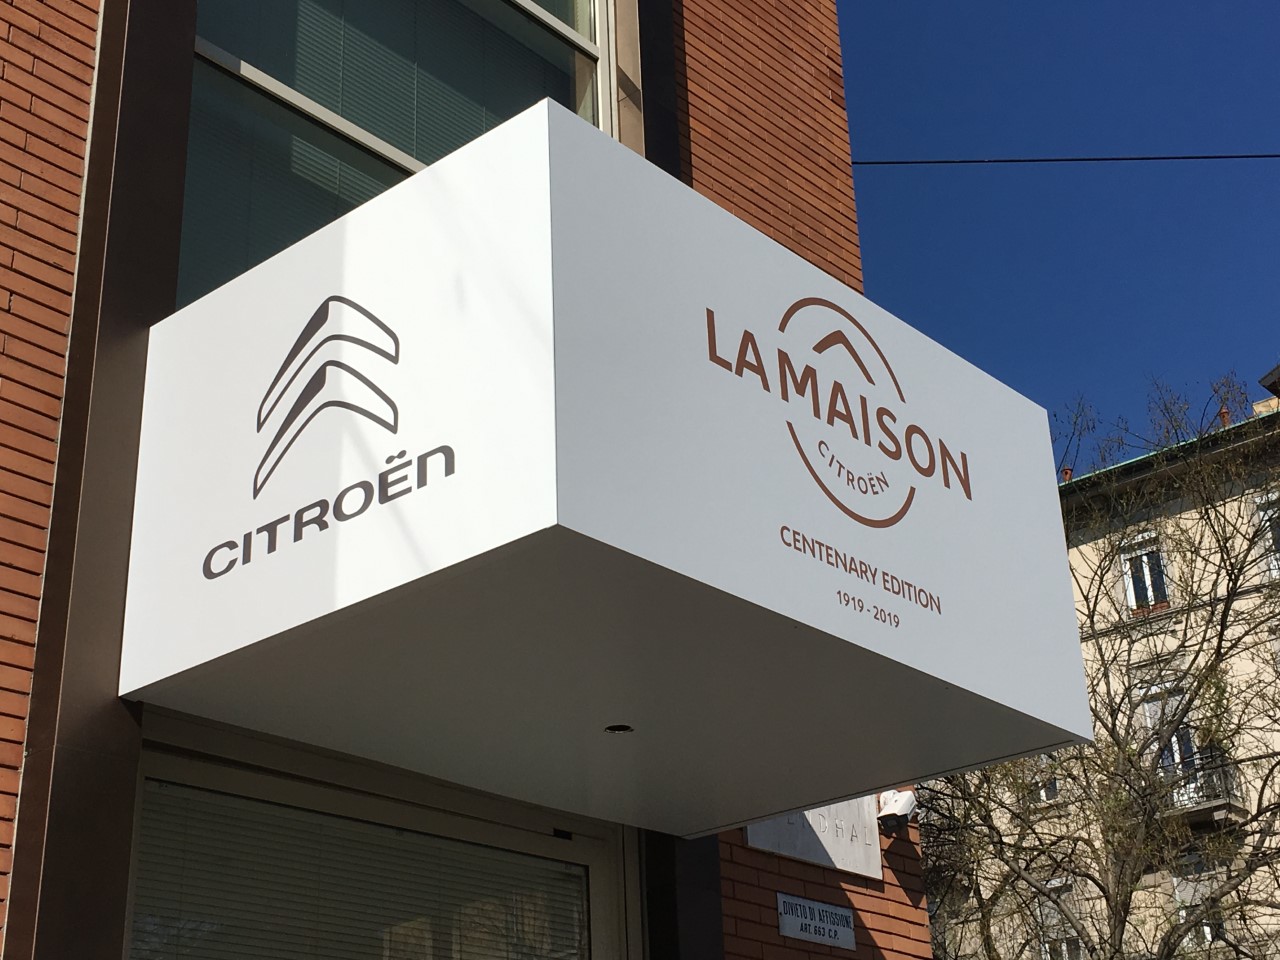 CITROËN
LA MAISON
CITROËN
CENTENARY EDITION
1919 - 2019
DIVIETO DI AFFISSIONE
ART. 663 C.P.